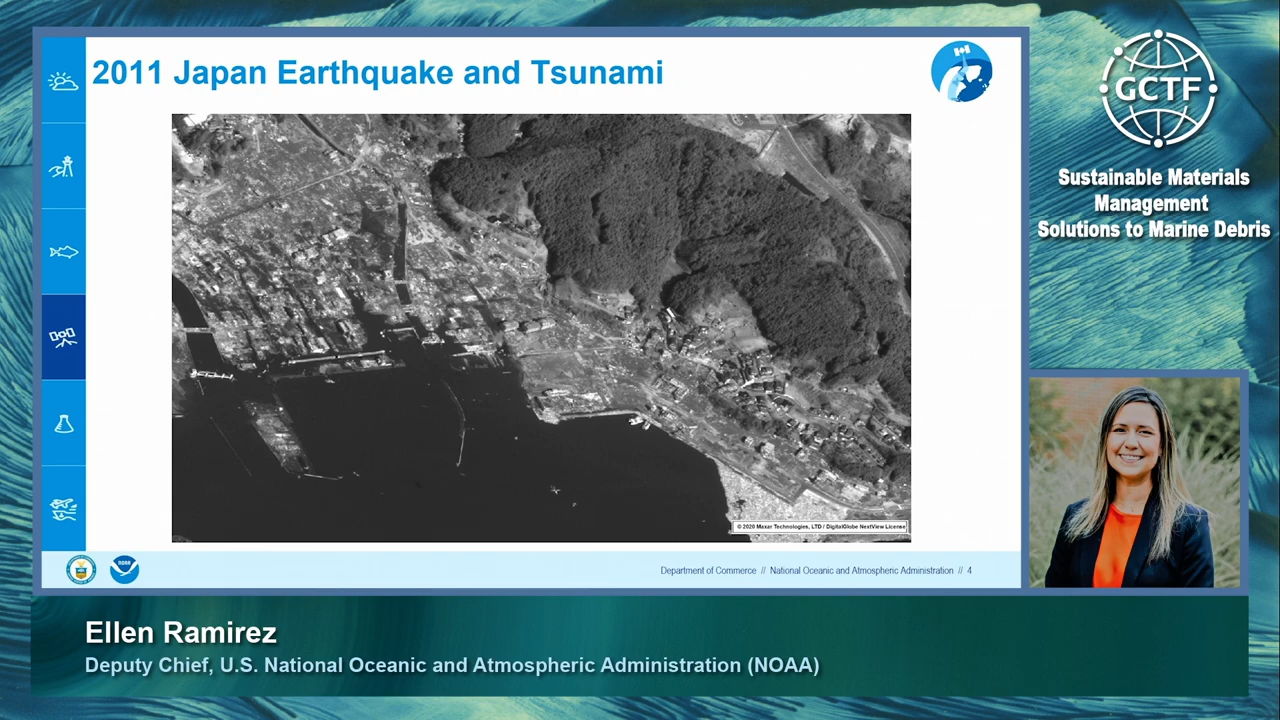 2011 Japan Earthquake and Tsunami
© 2020 Maxar Technologies, LTD / DigitalGlobe NextView License
NOAA
Department of Commerce // National Oceanic and Atmospheric Administration // 4
GCTF
Sustainable Materials
Management
Solutions to Marine Debris
Ellen Ramirez
Deputy Chief, U.S. National Oceanic and Atmospheric Administration (NOAA)